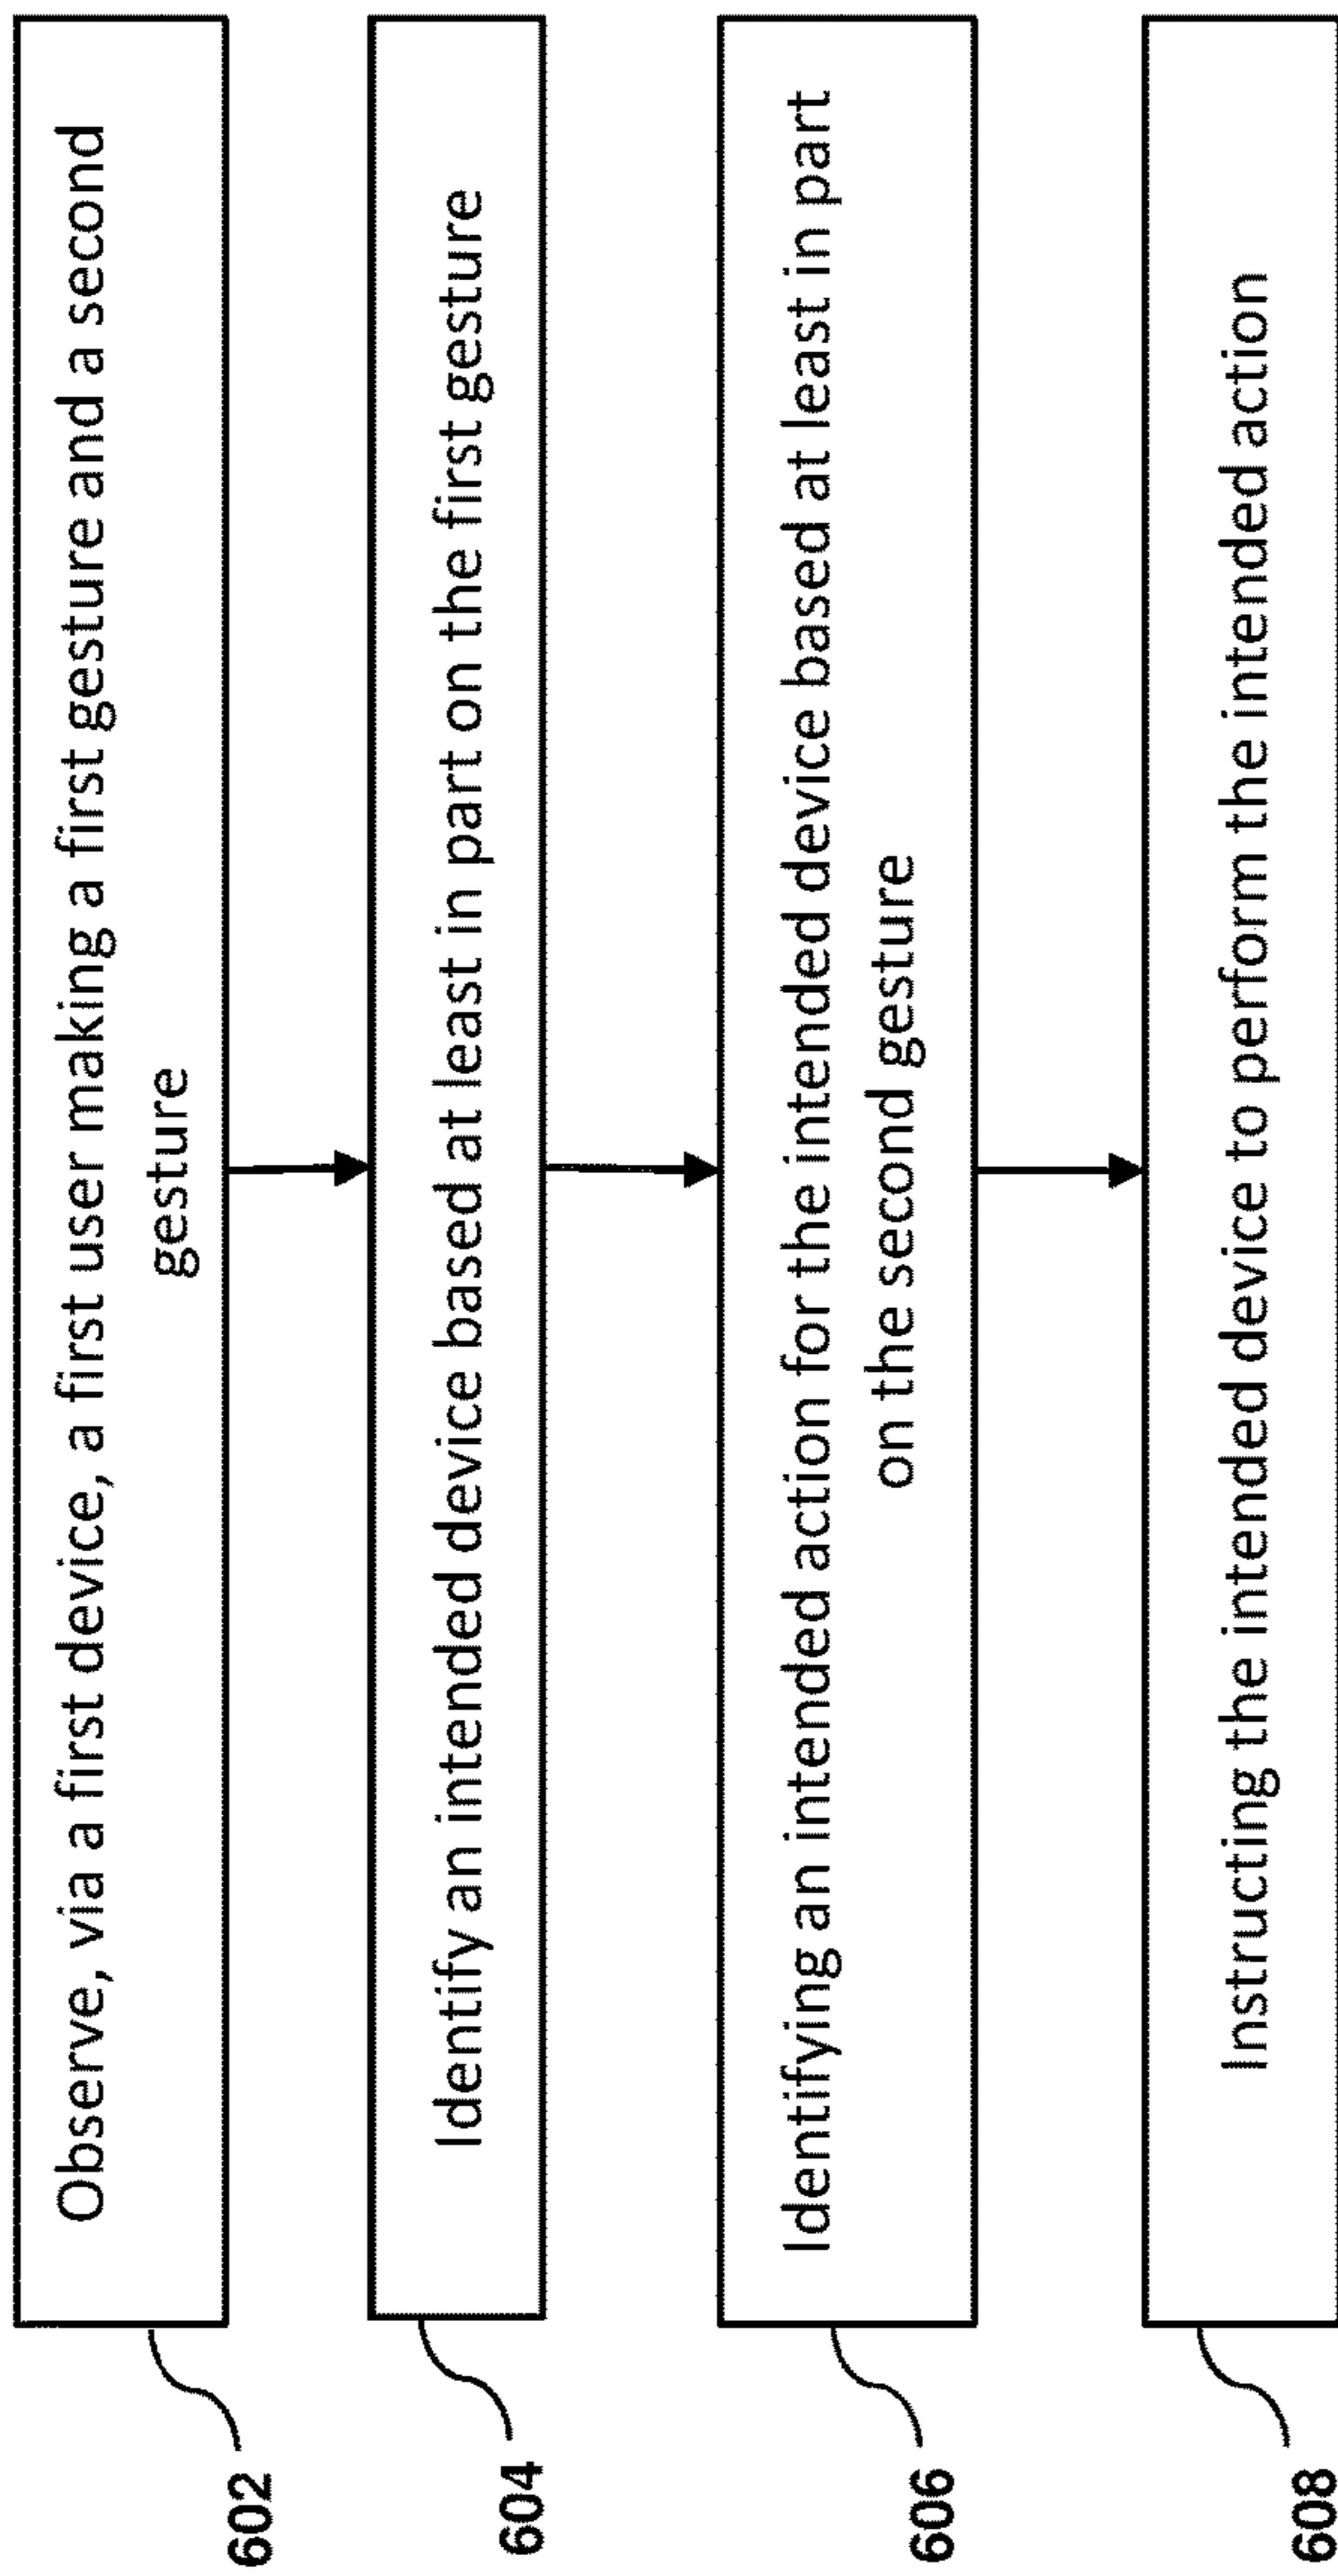 602
Observe, via a first device, a first user making a first gesture and a second
gesture
604
Identify an intended device based at least in part on the first gesture
606
Identifying an intended action for the intended device based at least in part
on the second gesture
608
Instructing the intended device to perform the intended action